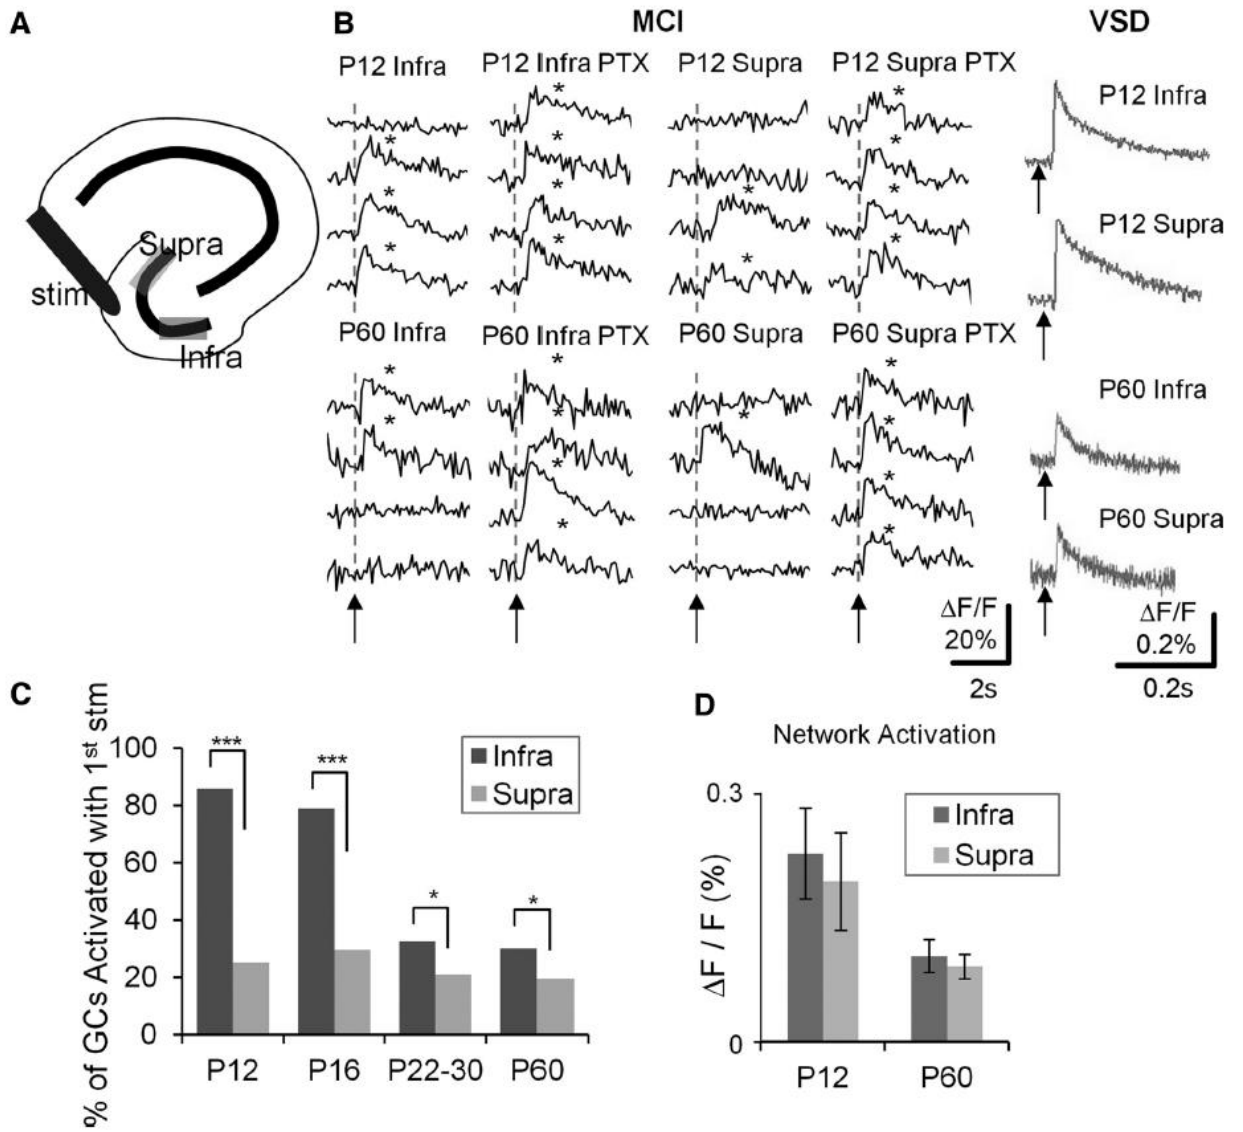 A
Supra
stim
Infra
B
MCI
VSD
P12 Infra
P12 Infra PTX
P12 Supra
P12 Supra PTX
*
*
*
*
*
*
*
*
*
*
*
*
*
P60 Infra
P60 Infra PTX
P60 Supra
P60 Supra PTX
*
*
*
*
*
*
*
*
*
*
*
P12 Infra
P12 Supra
P60 Infra
P60 Supra
ΔF/F
20%
2s
ΔF/F
0.2%
0.2s
C
% of GCs Activated with 1st stm
100
80
60
40
20
0
***
***
*
*
Infra
Supra
P12
P16
P22-30
P60
D
Network Activation
ΔF / F (%)
0.3
0
Infra
Supra
P12
P60